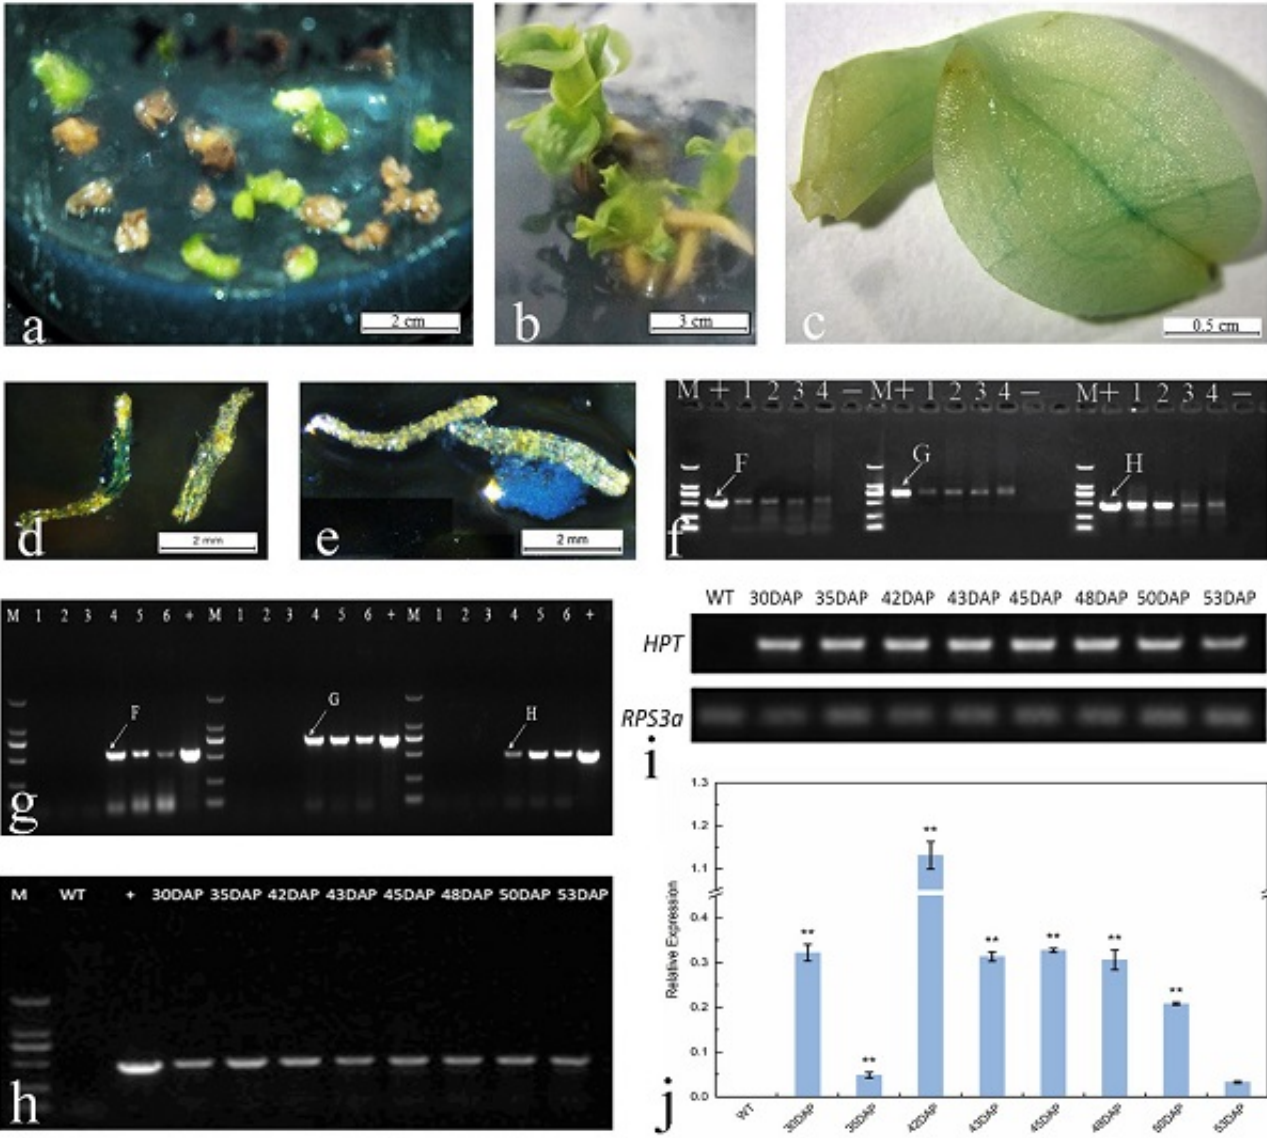 a
2 cm
b
3 cm
c
0.5 cm
d
2 mm
e
2 mm
M + 1 2 3 4 − M + 1 2 3 4 − M + 1 2 3 4 −
F G H
f
M 1 2 3 4 5 6 + M 1 2 3 4 5 6 + M 1 2 3 4 5 6 +
F G H
g
WT 30DAP 35DAP 42DAP 43DAP 45DAP 48DAP 50DAP 53DAP
HPT
RPS3a
i
M WT + 30DAP 35DAP 42DAP 43DAP 45DAP 48DAP 50DAP 53DAP
h
1.3
1.2
1.1
0.4
0.3
0.2
0.1
0.0
Relative Expression
** ** ** ** ** ** **
WT 30DAP 35DAP 42DAP 43DAP 45DAP 48DAP 50DAP 53DAP
j